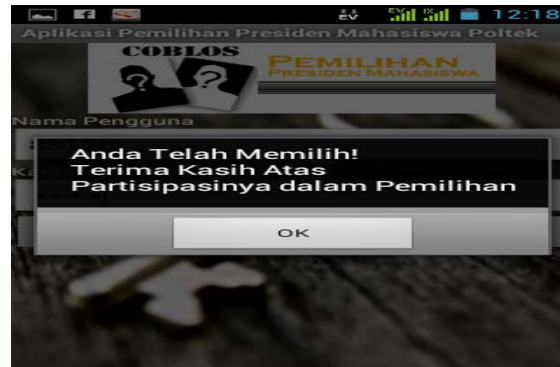 12:18
Aplikasi Pemilihan Presiden Mahasiswa Poltek
COBLOS
PEMILIHAN
PRESIDEN MAHASISWA
Nama Pengguna
Anda Telah Memilih!
Terima Kasih Atas
Partisipasinya dalam Pemilihan
OK